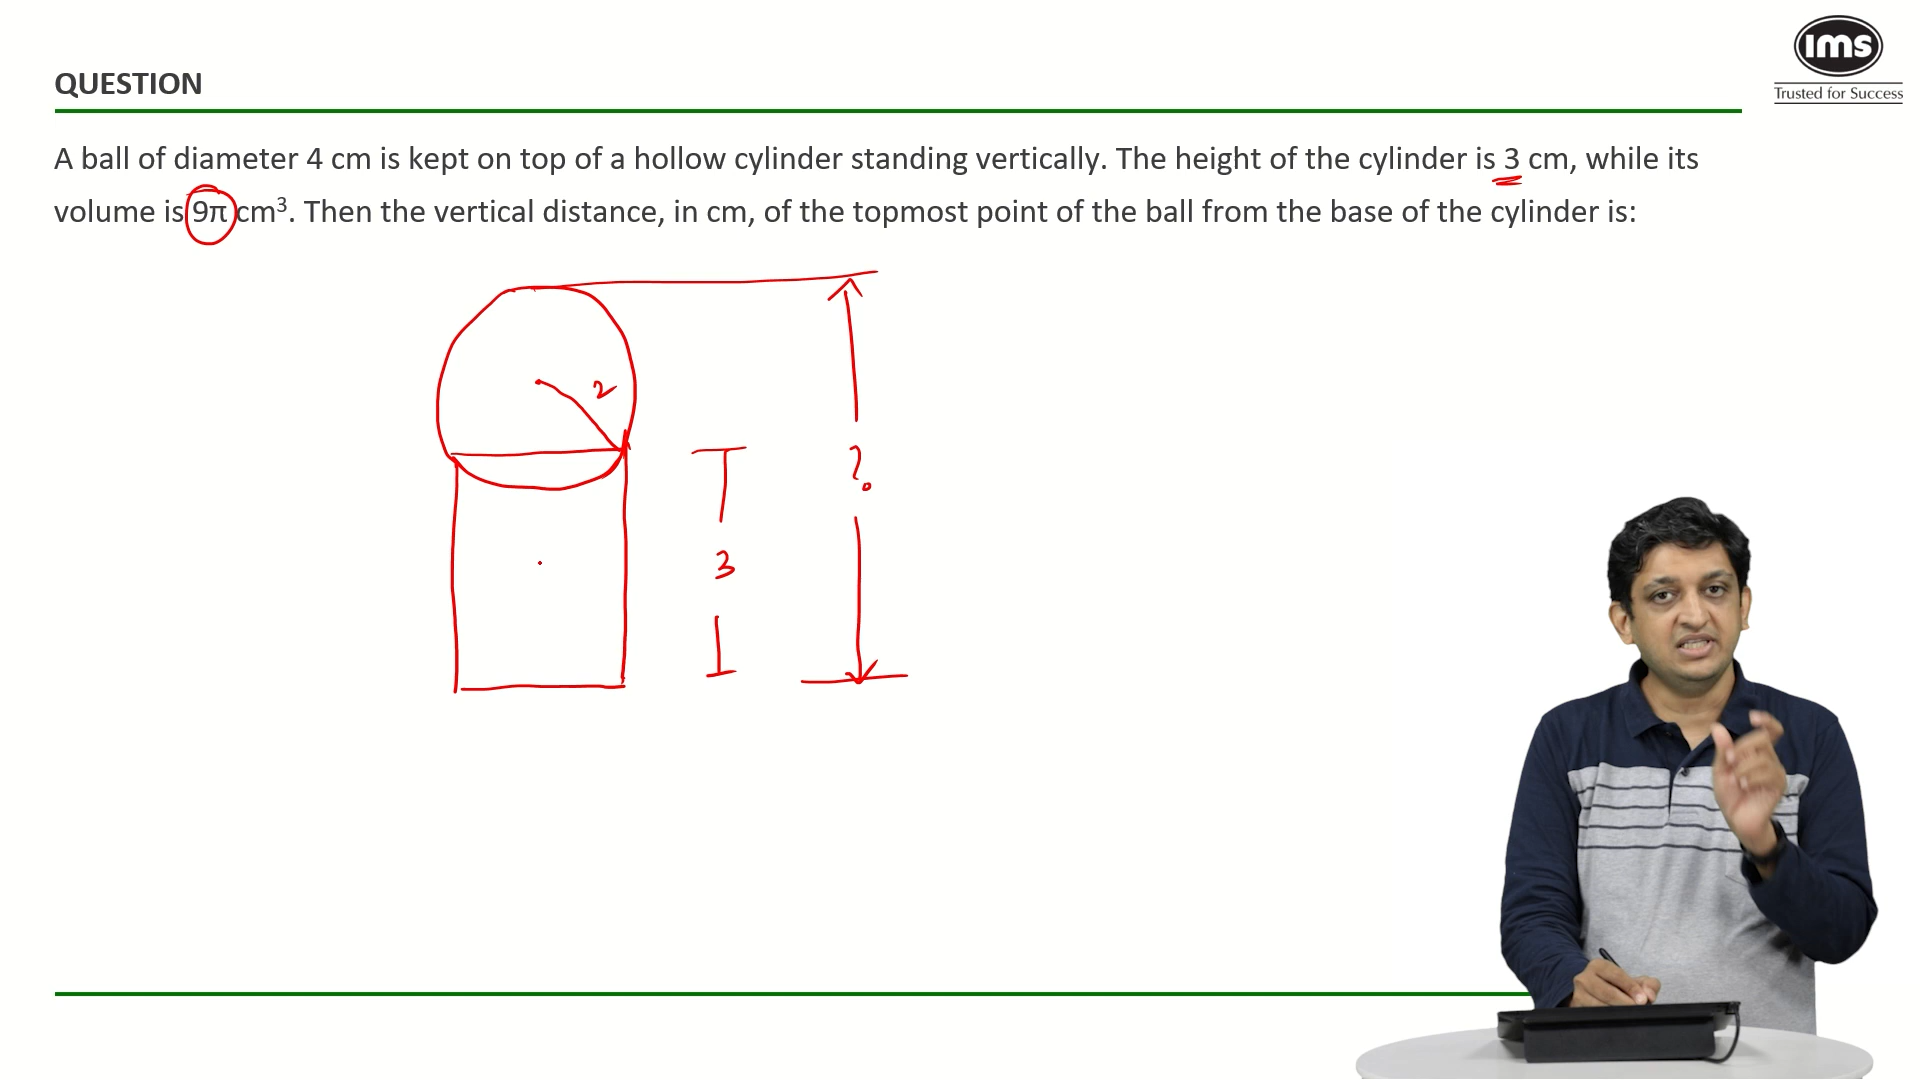 ims
Trusted for Success
QUESTION
A ball of diameter 4 cm is kept on top of a hollow cylinder standing vertically. The height of the cylinder is 3 cm, while its
volume is 9π cm³. Then the vertical distance, in cm, of the topmost point of the ball from the base of the cylinder is:
2
?
3